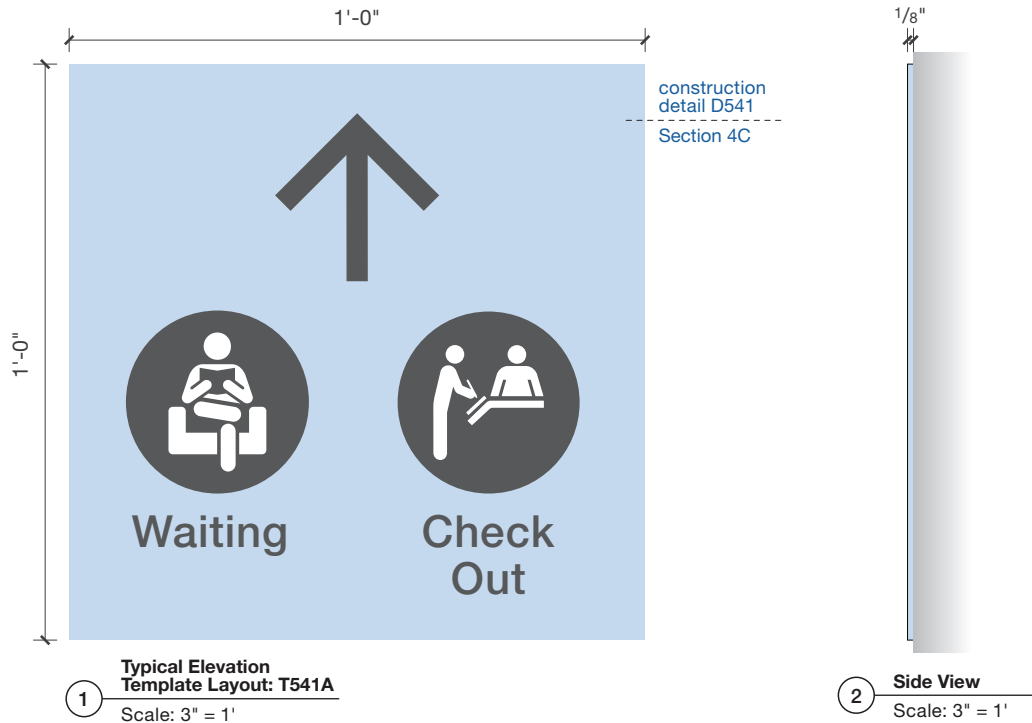 1'-0"
1/8"
construction
detail D541
Section 4C
1'-0"
Waiting
Check
Out
1
Typical Elevation
Template Layout: T541A
Scale: 3" = 1'
2
Side View
Scale: 3" = 1'